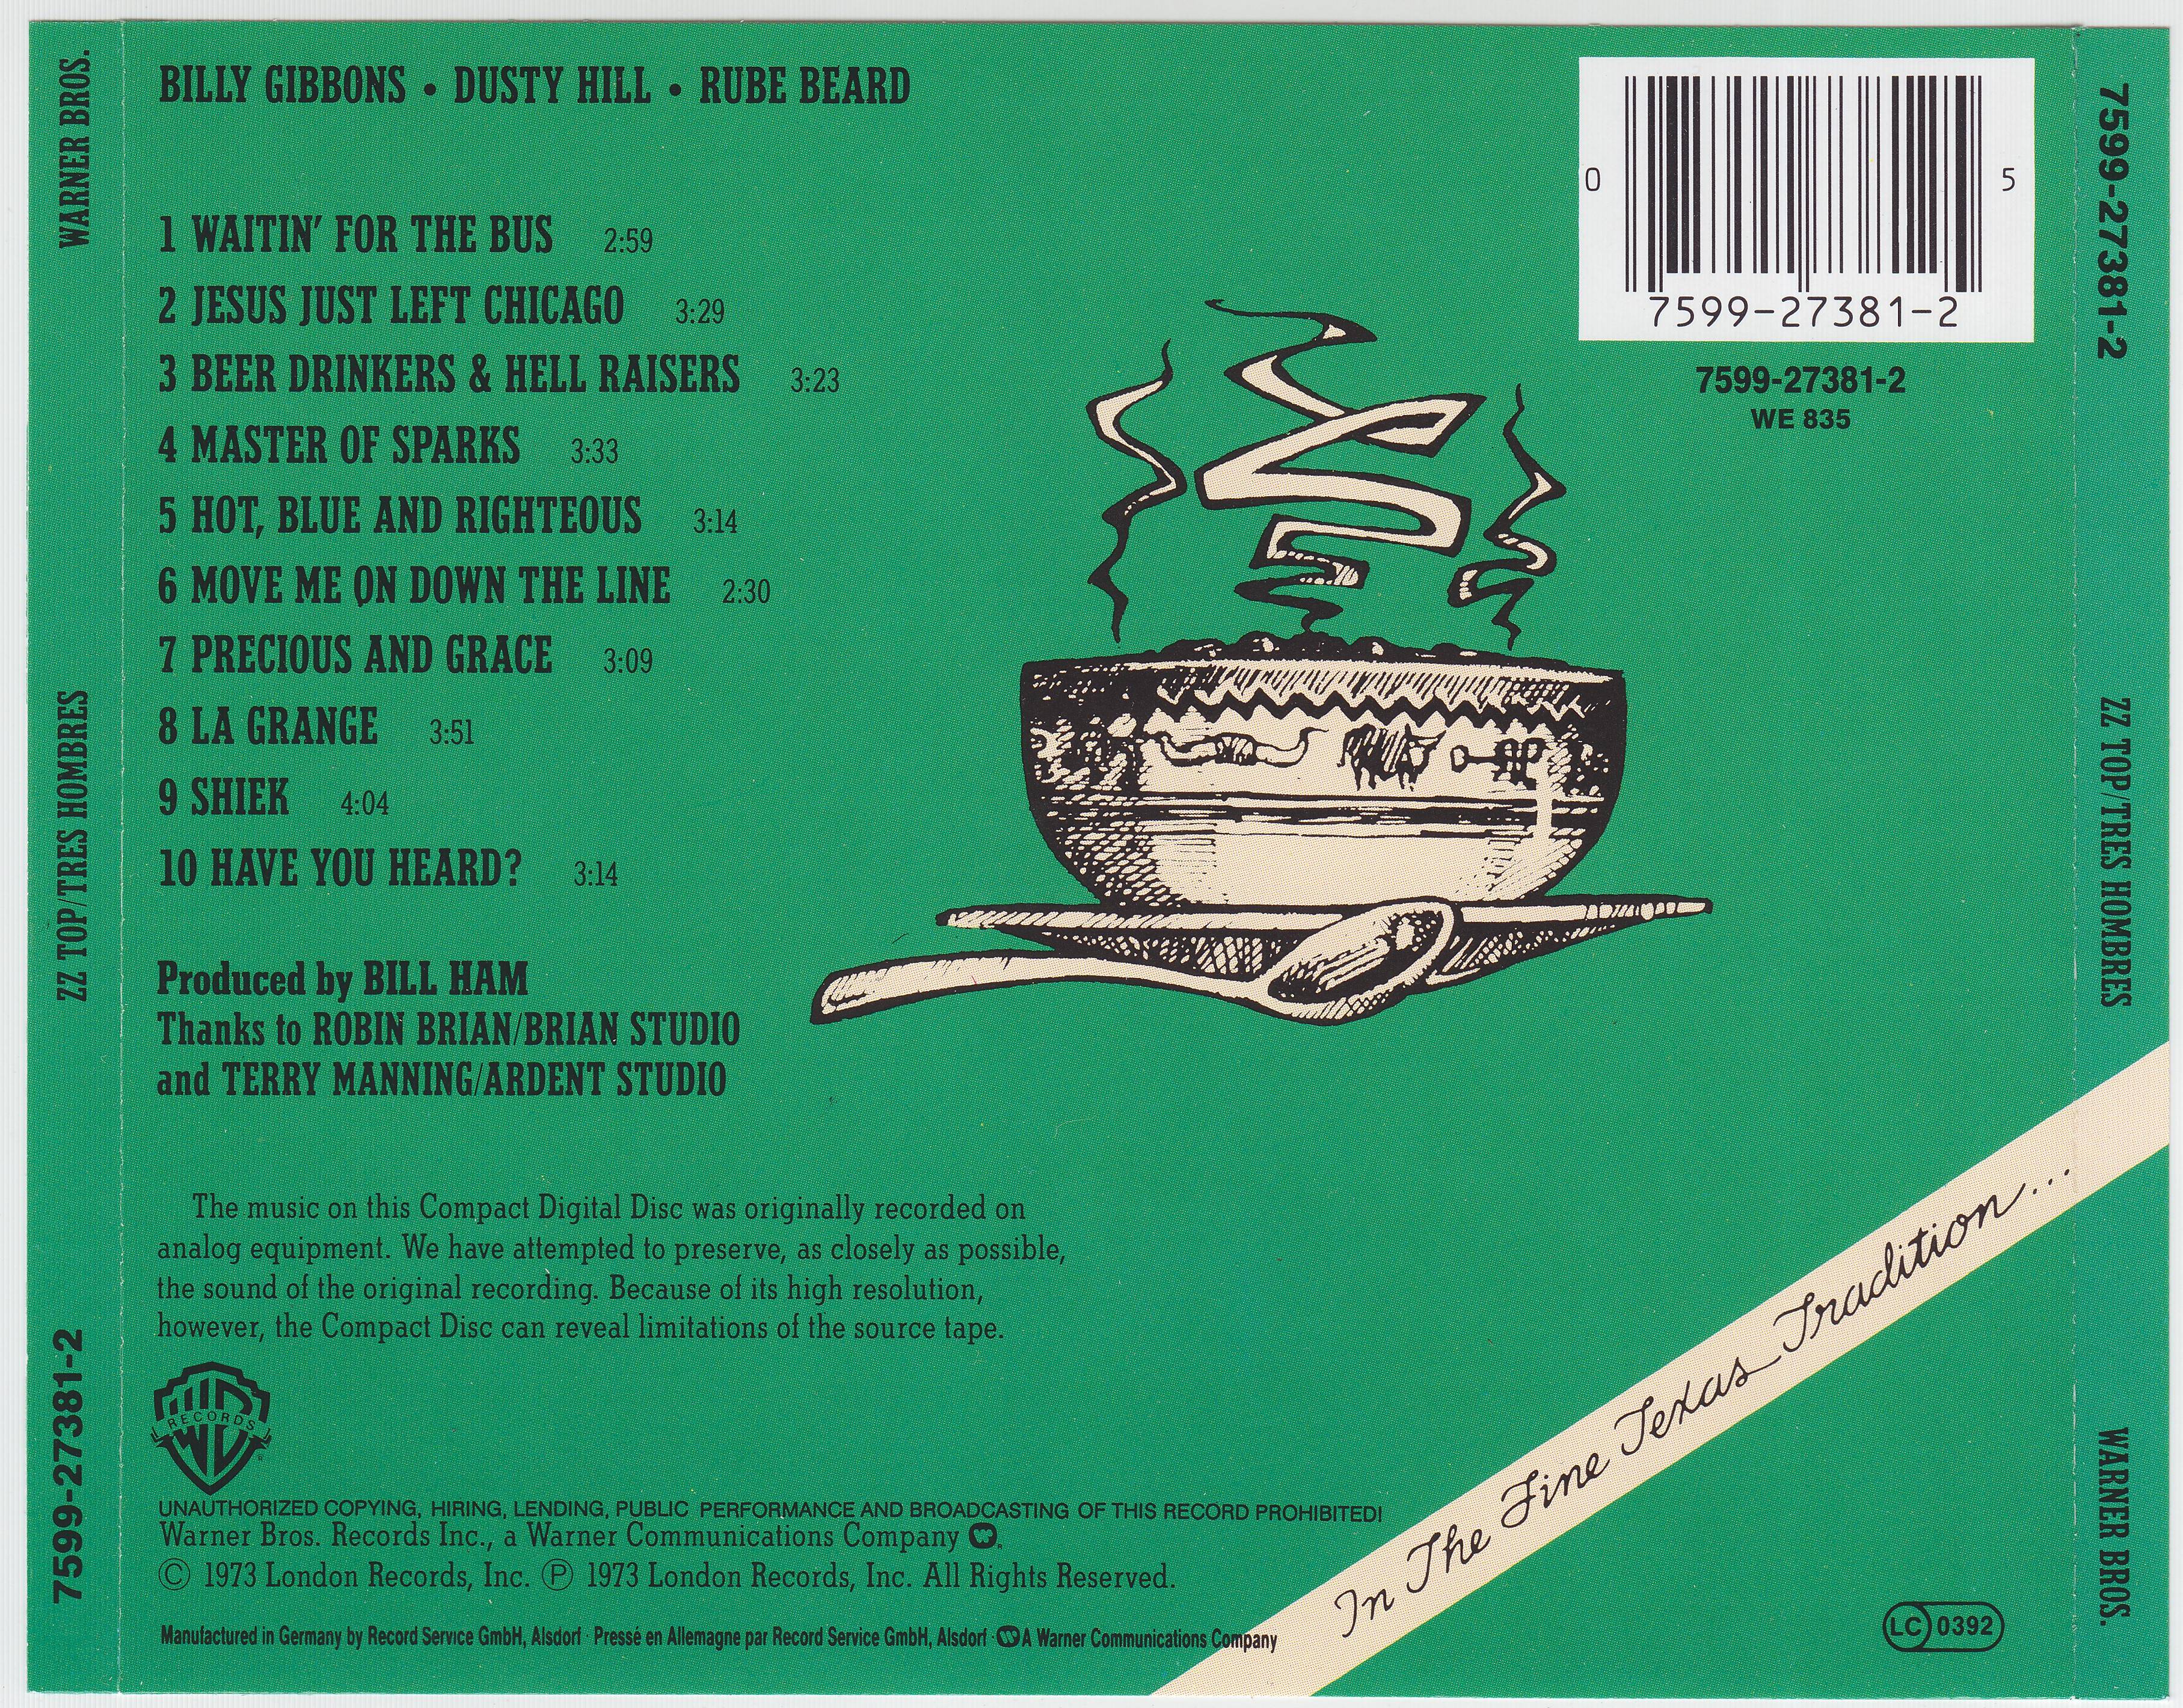 WARNER BROS.
ZZ TOP/TRES HOMBRES
7599-27381-2
BILLY GIBBONS • DUSTY HILL • RUBE BEARD
1 WAITIN' FOR THE BUS 2:59
2 JESUS JUST LEFT CHICAGO 3:29
3 BEER DRINKERS & HELL RAISERS 3:23
4 MASTER OF SPARKS 3:33
5 HOT, BLUE AND RIGHTEOUS 3:14
6 MOVE ME ON DOWN THE LINE 2:30
7 PRECIOUS AND GRACE 3:09
8 LA GRANGE 3:51
9 SHIEK 4:04
10 HAVE YOU HEARD? 3:14
Produced by BILL HAM
Thanks to ROBIN BRIAN/BRIAN STUDIO
and TERRY MANNING/ARDENT STUDIO
The music on this Compact Digital Disc was originally recorded on
analog equipment. We have attempted to preserve, as closely as possible,
the sound of the original recording. Because of its high resolution,
however, the Compact Disc can reveal limitations of the source tape.
RECORDS
UNAUTHORIZED COPYING, HIRING, LENDING, PUBLIC PERFORMANCE AND BROADCASTING OF THIS RECORD PROHIBITED!
Warner Bros. Records Inc., a Warner Communications Company
© 1973 London Records, Inc. ℗ 1973 London Records, Inc. All Rights Reserved.
Manufactured in Germany by Record Service GmbH, Alsdorf · Pressé en Allemagne par Record Service GmbH, Alsdorf · A Warner Communications Company
0 5
7599-27381-2
7599-27381-2
WE 835
In The Fine Texas Tradition...
LC 0392
7599-27381-2
ZZ TOP/TRES HOMBRES
WARNER BROS.